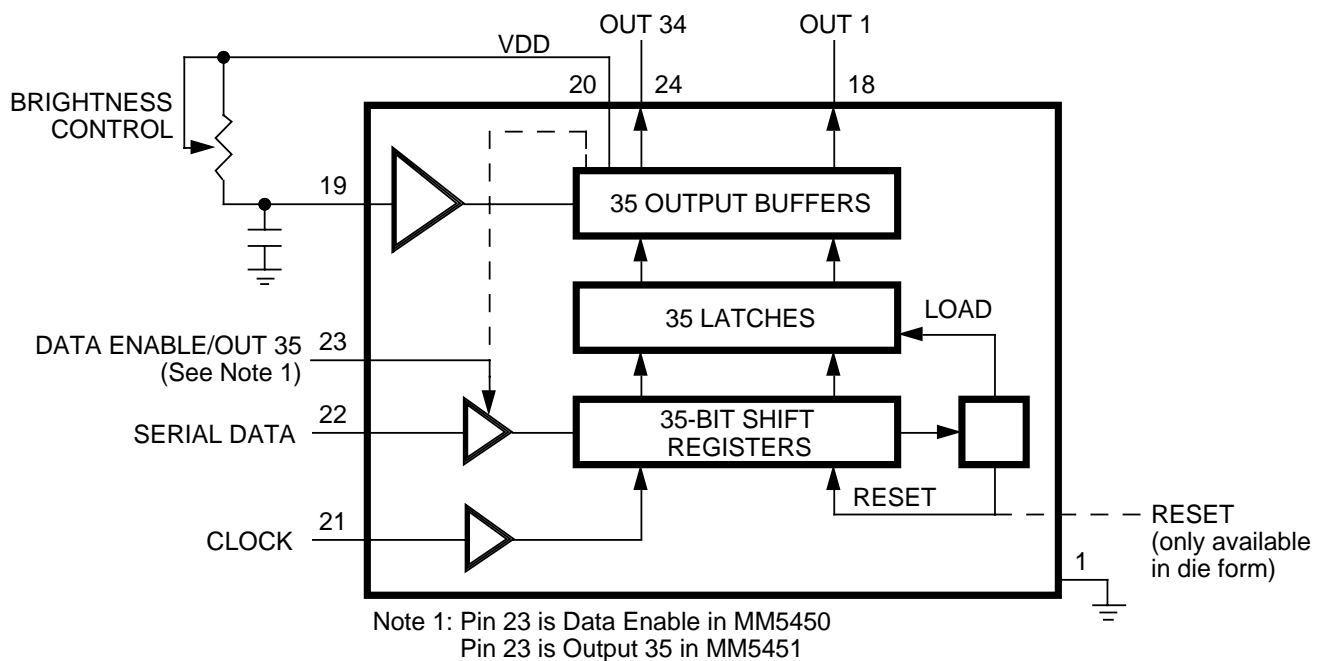 OUT 34
OUT 1
VDD
20
24
18
BRIGHTNESS
CONTROL
19
35 OUTPUT BUFFERS
35 LATCHES
LOAD
DATA ENABLE/OUT 35
(See Note 1)
23
SERIAL DATA
22
35-BIT SHIFT
REGISTERS
RESET
CLOCK
21
RESET
(only available
in die form)
1
Note 1: Pin 23 is Data Enable in MM5450
Pin 23 is Output 35 in MM5451